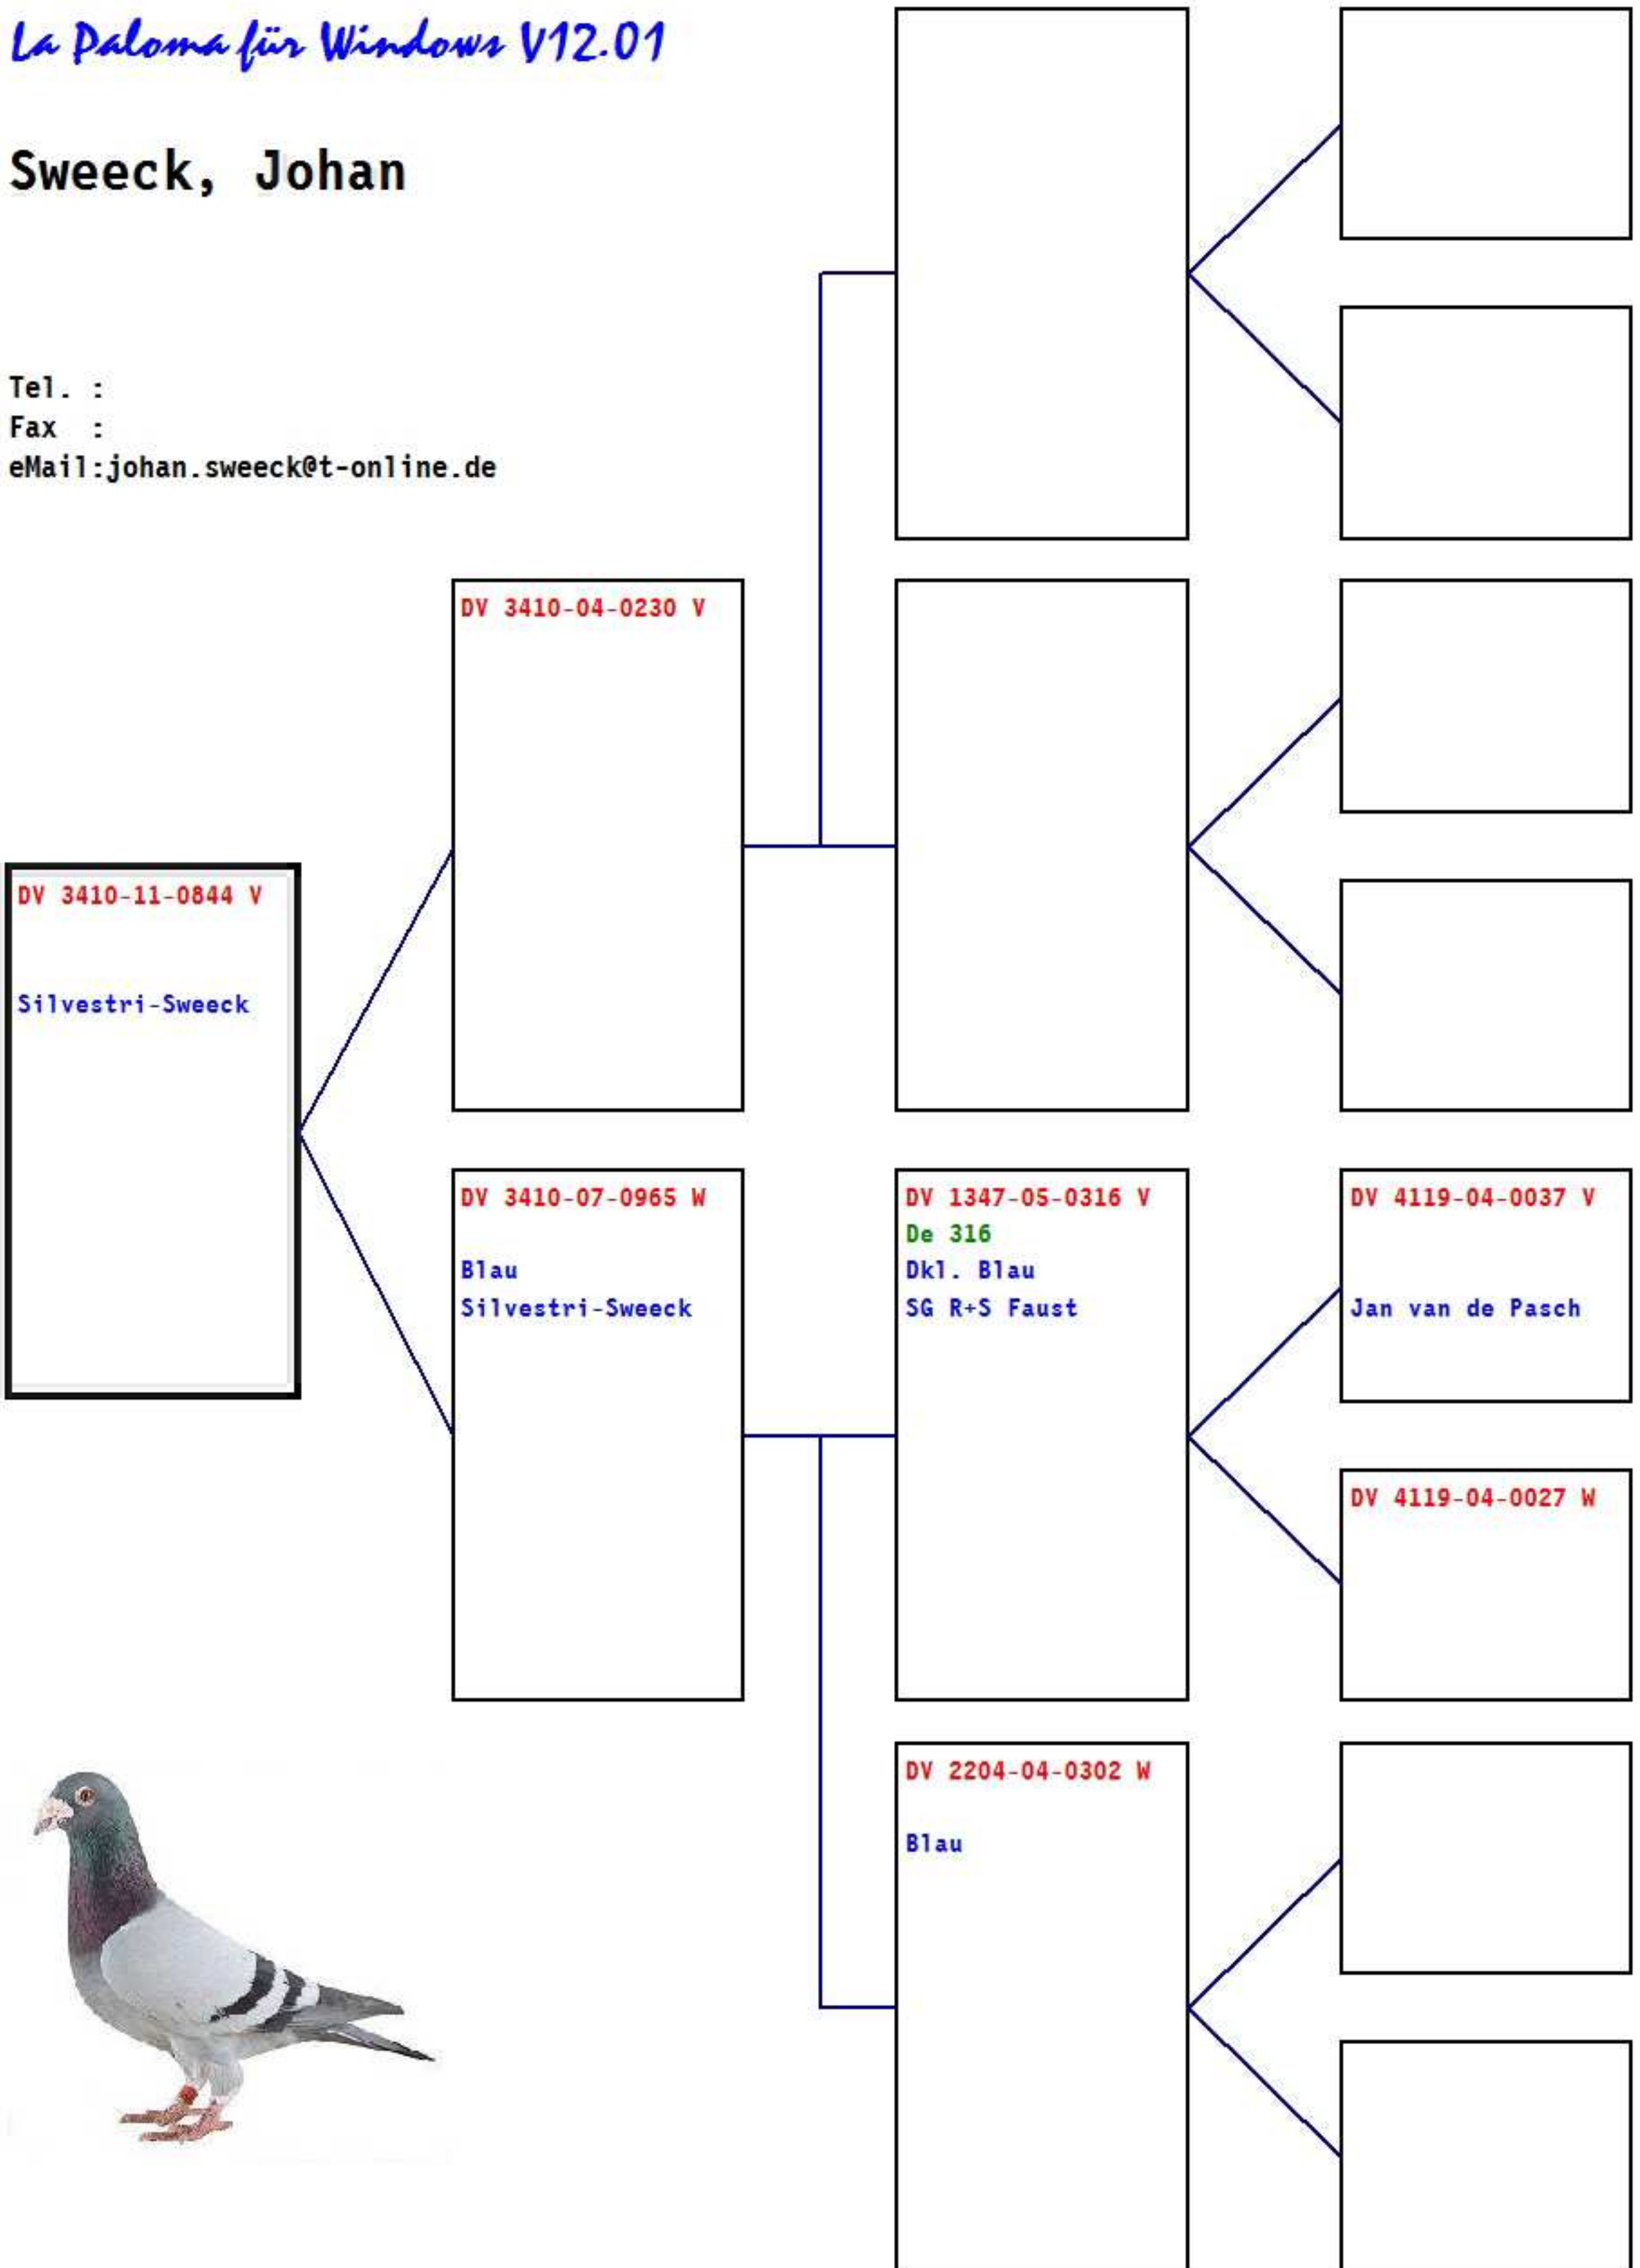 La Paloma für Windows V12.01
Sweeck, Johan
Tel. :
Fax :
eMail:johan.sweeck@t-online.de
DV 3410-11-0844 V
Silvestri-Sweeck
DV 3410-04-0230 V
DV 3410-07-0965 W
Blau
Silvestri-Sweeck
DV 1347-05-0316 V
De 316
Dkl. Blau
SG R+S Faust
DV 2204-04-0302 W
Blau
DV 4119-04-0037 V
Jan van de Pasch
DV 4119-04-0027 W